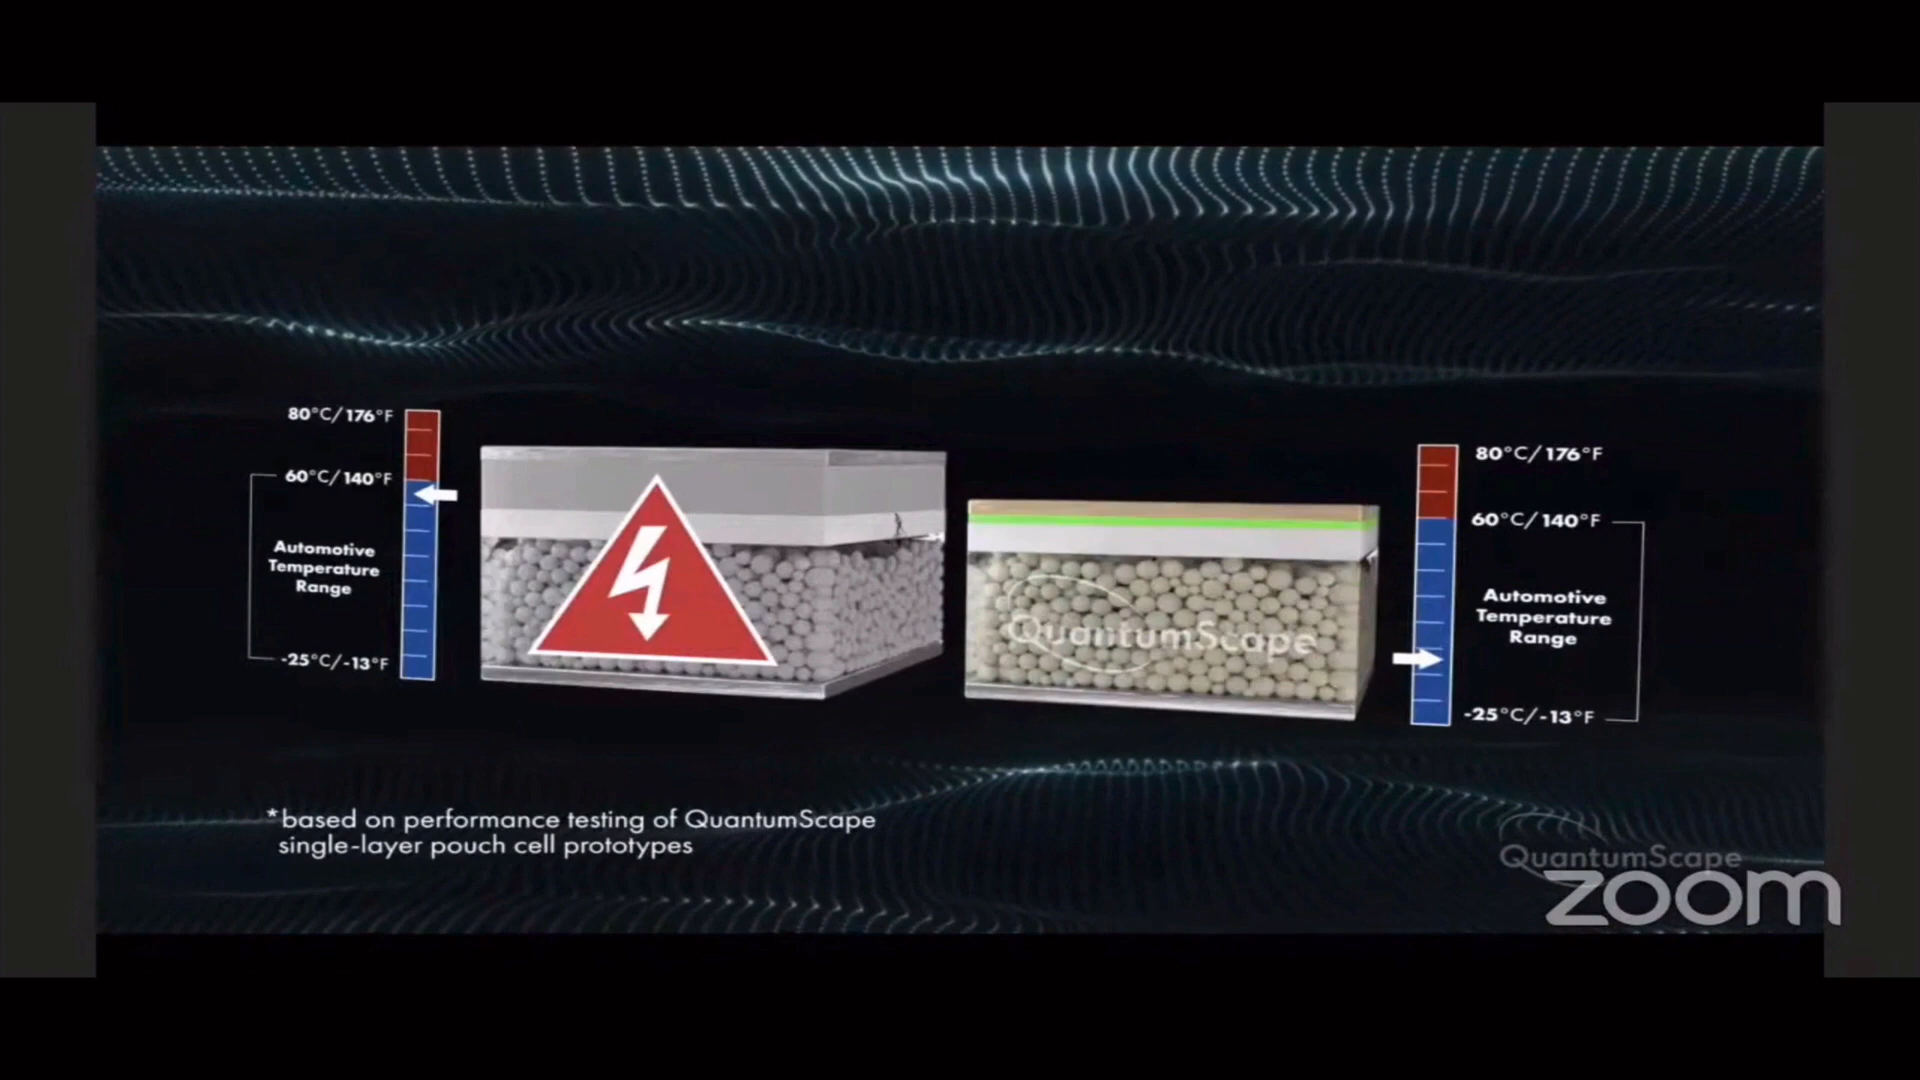 80°C/176°F
60°C/140°F
Automotive
Temperature
Range
-25°C/-13°F
QuantumScape
80°C/176°F
60°C/140°F
Automotive
Temperature
Range
-25°C/-13°F
*based on performance testing of QuantumScape
single-layer pouch cell prototypes
QuantumScape
zoom